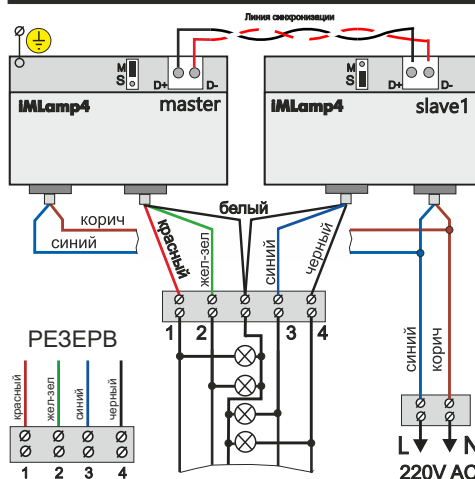 Линия синхронизации
M
S
D+ D-
iMLamp4
master
M
S
D+ D-
iMLamp4
slave1
корич
синий
красный
жел-зел
белый
синий
черный
1 2 3 4
РЕЗЕРВ
красный
жел-зел
синий
черный
1 2 3 4
синий
корич
L N
220V AC